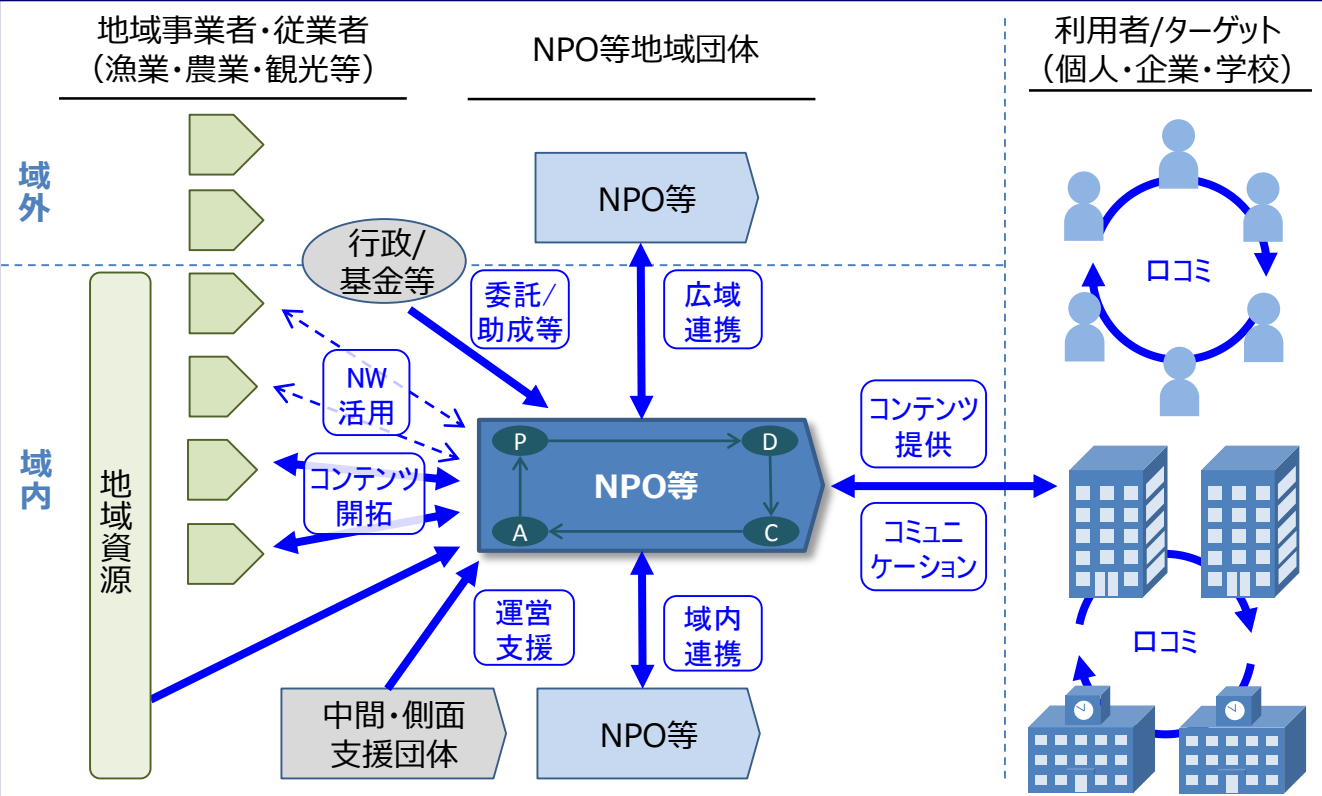 地域事業者・従業者
（漁業・農業・観光等）
NPO等地域団体
利用者/ターゲット
（個人・企業・学校）
域外
NPO等
行政/
基金等
口コミ
委託/
助成等
広域
連携
NW
活用
コンテンツ
提供
域内
地域資源
コンテンツ
開拓
P
D
NPO等
A
C
コミュニ
ケーション
運営
支援
域内
連携
口コミ
中間・側面
支援団体
NPO等